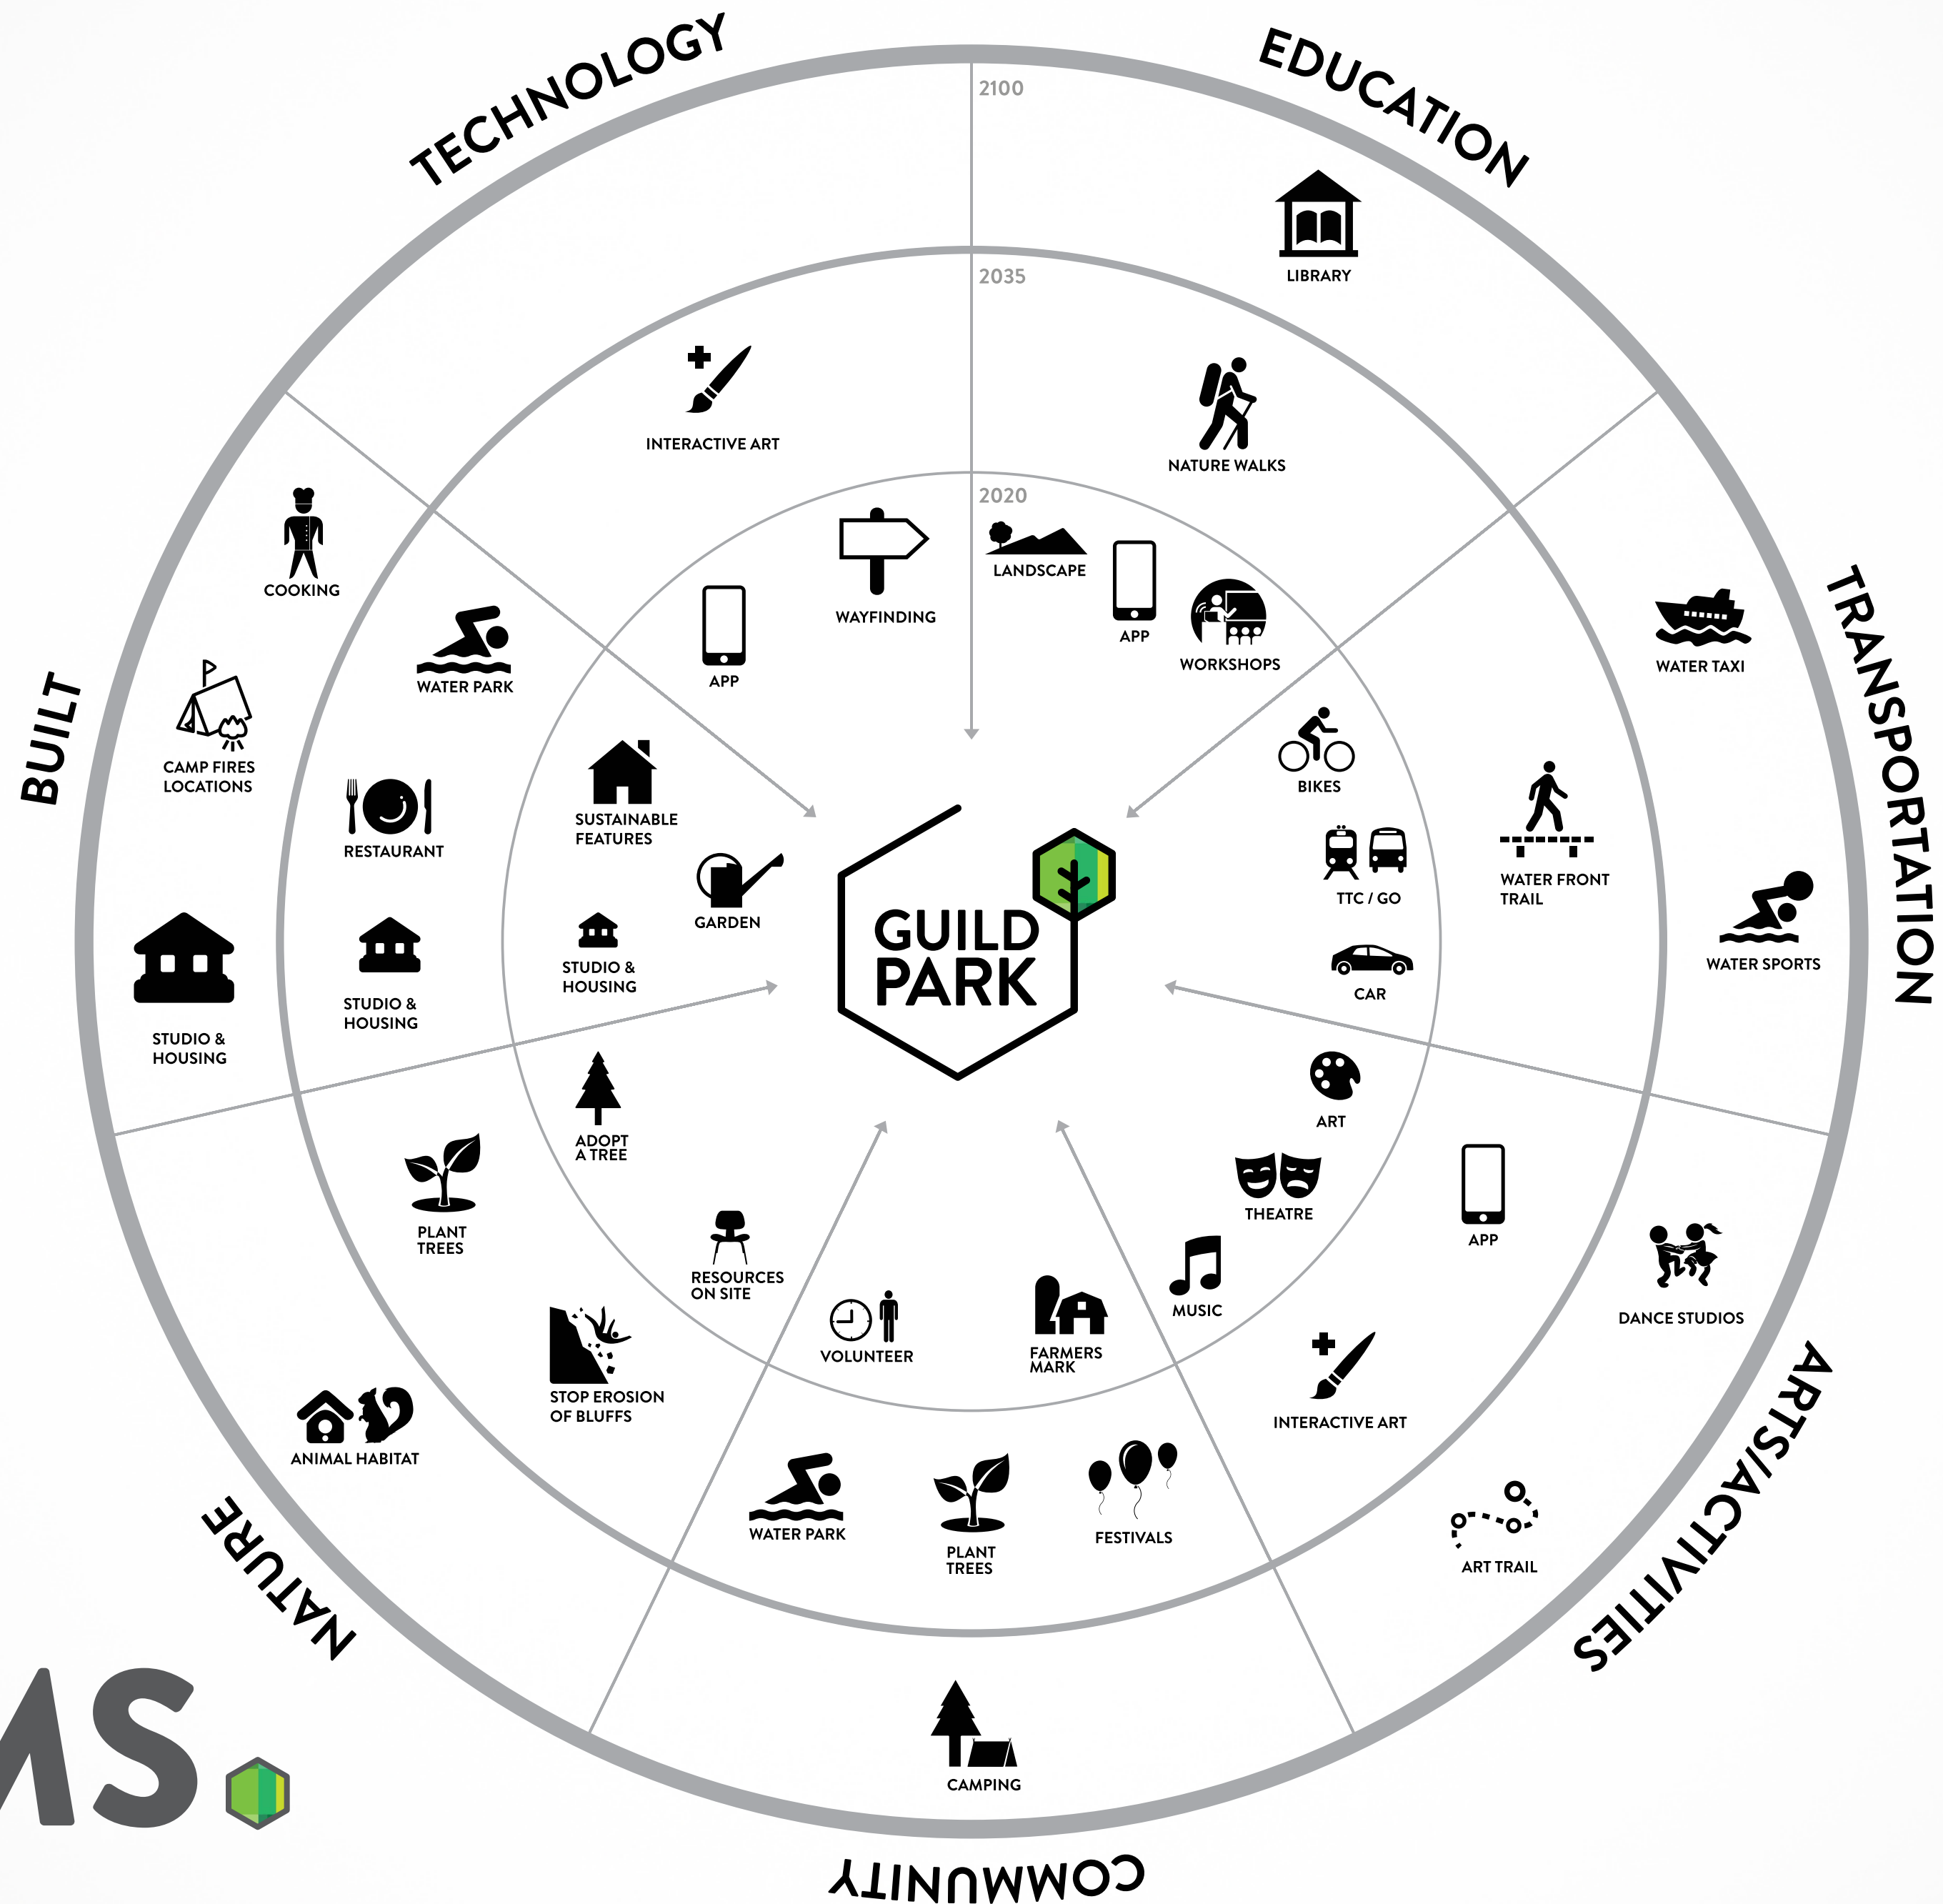 TECHNOLOGY
EDUCATION
2100
LIBRARY
2035
INTERACTIVE ART
NATURE WALKS
2020
LANDSCAPE
WAYFINDING
APP
WORKSHOPS
APP
COOKING
WATER PARK
CAMP FIRES
LOCATIONS
RESTAURANT
STUDIO &
HOUSING
STUDIO &
HOUSING
SUSTAINABLE
FEATURES
GARDEN
STUDIO &
HOUSING
BUILT
GUILD
PARK
BIKES
TTC / GO
CAR
WATER FRONT
TRAIL
WATER TAXI
WATER SPORTS
TRANSPORTATION
ADOPT
A TREE
RESOURCES
ON SITE
PLANT
TREES
STOP EROSION
OF BLUFFS
ANIMAL HABITAT
NATURE
VOLUNTEER
FARMERS
MARK
WATER PARK
PLANT
TREES
FESTIVALS
CAMPING
COMMUNITY
ART
THEATRE
MUSIC
APP
INTERACTIVE ART
DANCE STUDIOS
ART TRAIL
ARTS/ACTIVITIES